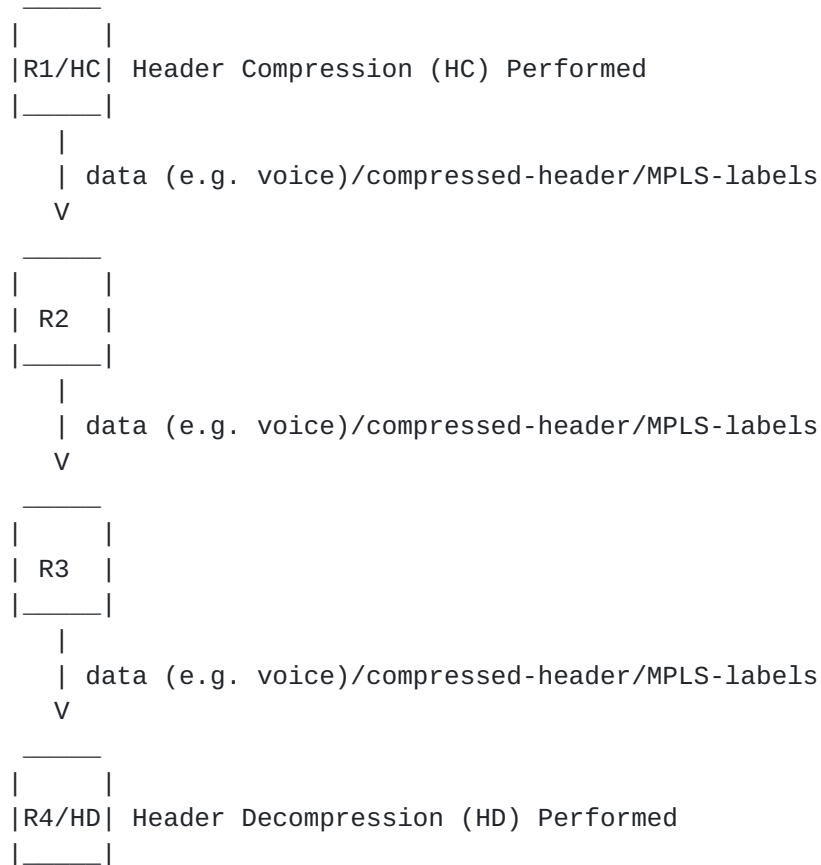 R1/HC Header Compression (HC) Performed
data (e.g. voice)/compressed-header/MPLS-labels
R2
data (e.g. voice)/compressed-header/MPLS-labels
R3
data (e.g. voice)/compressed-header/MPLS-labels
R4/HD Header Decompression (HD) Performed